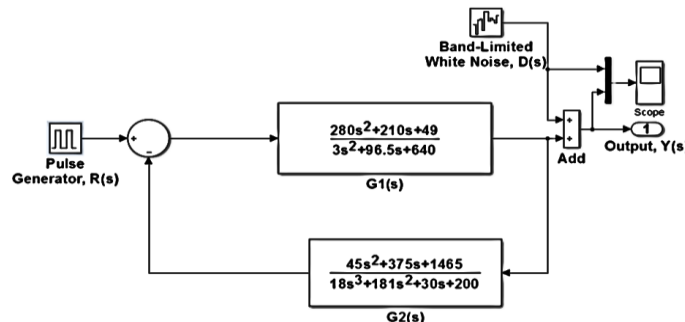 Band-Limited
White Noise, D(s)
Scope
Pulse
Generator, R(s)
+
-
280s²+210s+49
3s²+96.5s+640
G1(s)
+
+
Add
1
Output, Y(s
45s²+375s+1465
18s³+181s²+30s+200
G2(s)